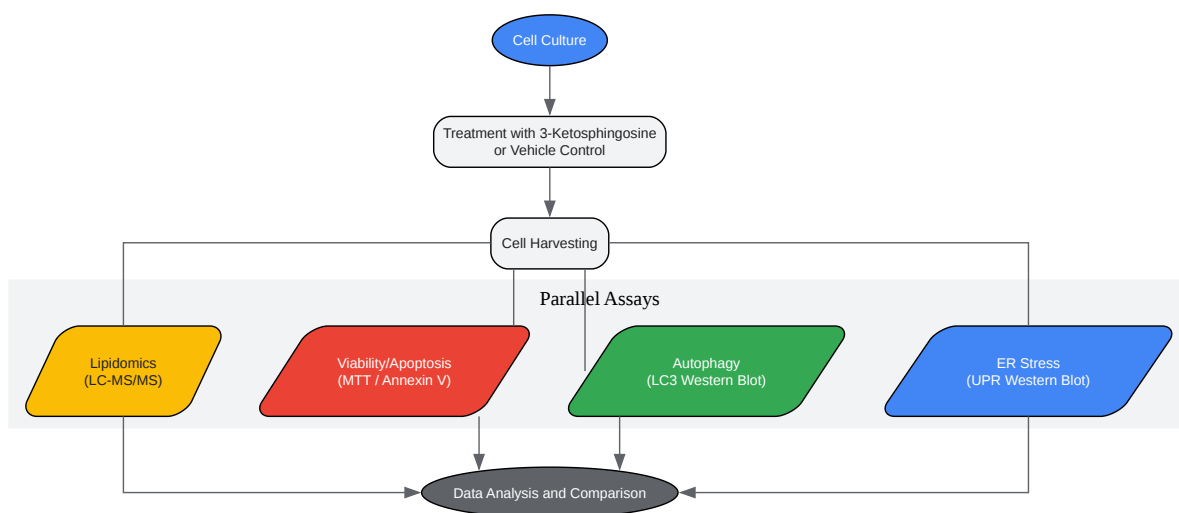 Cell Culture
Treatment with 3-Ketosphingosine
or Vehicle Control
Cell Harvesting
Parallel Assays
Lipidomics
(LC-MS/MS)
Viability/Apoptosis
(MTT / Annexin V)
Autophagy
(LC3 Western Blot)
ER Stress
(UPR Western Blot)
Data Analysis and Comparison